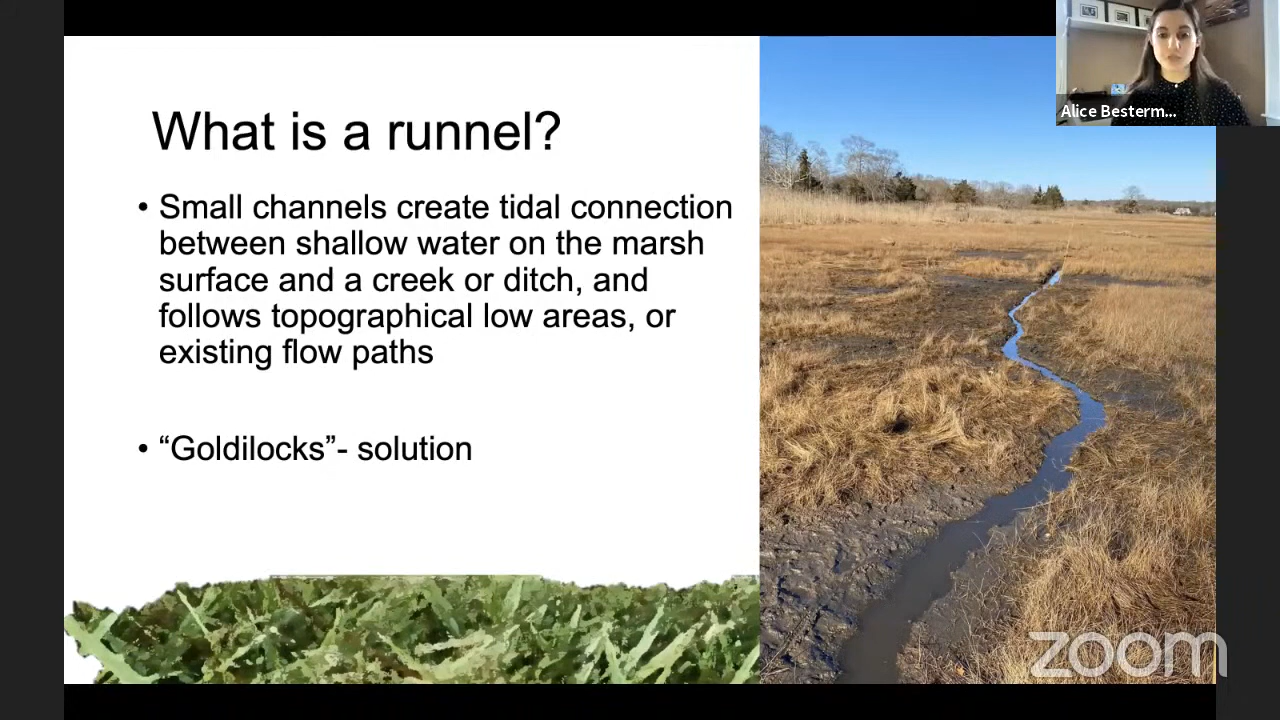 Alice Besterm...
What is a runnel?
• Small channels create tidal connection
between shallow water on the marsh
surface and a creek or ditch, and
follows topographical low areas, or
existing flow paths
• “Goldilocks”- solution
zoom